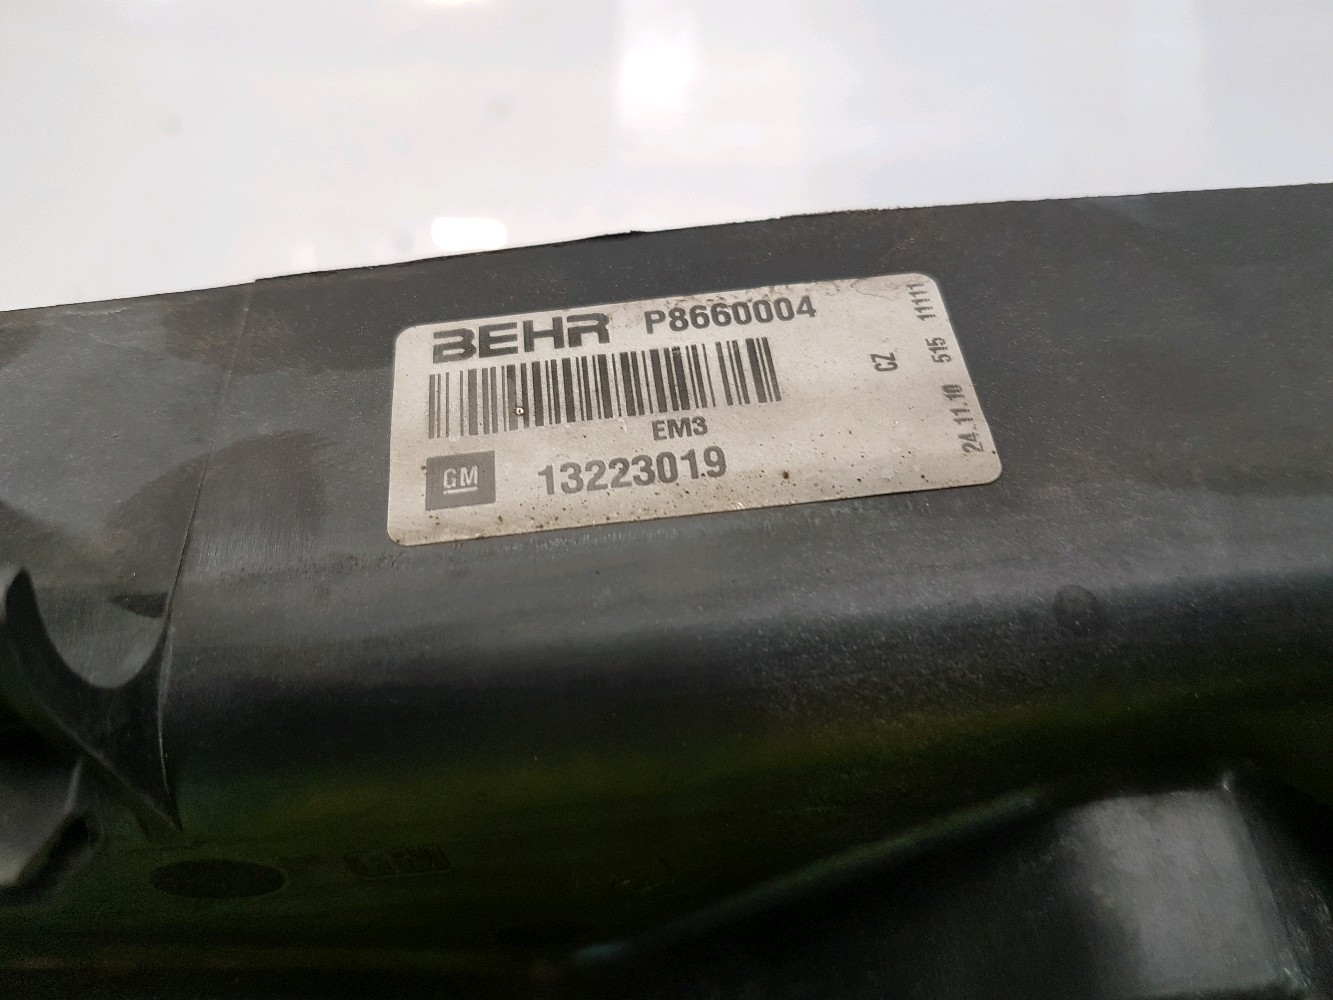 BEHR P8660004
EM3
GM 13223019
CZ
24.11.10 515 11111